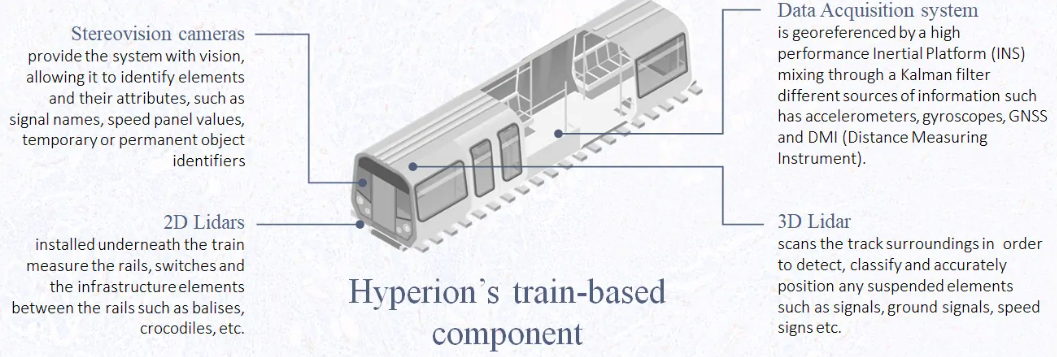 Stereovision cameras
provide the system with vision,
allowing it to identify elements
and their attributes, such as
signal names, speed panel values,
temporary or permanent object
identifiers
2D Lidars
installed underneath the train
measure the rails, switches and
the infrastructure elements
between the rails such as balises,
crocodiles, etc.
Data Acquisition system
is georeferenced by a high
performance Inertial Platform (INS)
mixing through a Kalman filter
different sources of information such
has accelerometers, gyroscopes, GNSS
and DMI (Distance Measuring
Instrument).
3D Lidar
scans the track surroundings in order
to detect, classify and accurately
position any suspended elements
such as signals, ground signals, speed
signs etc.
Hyperion's train-based
component